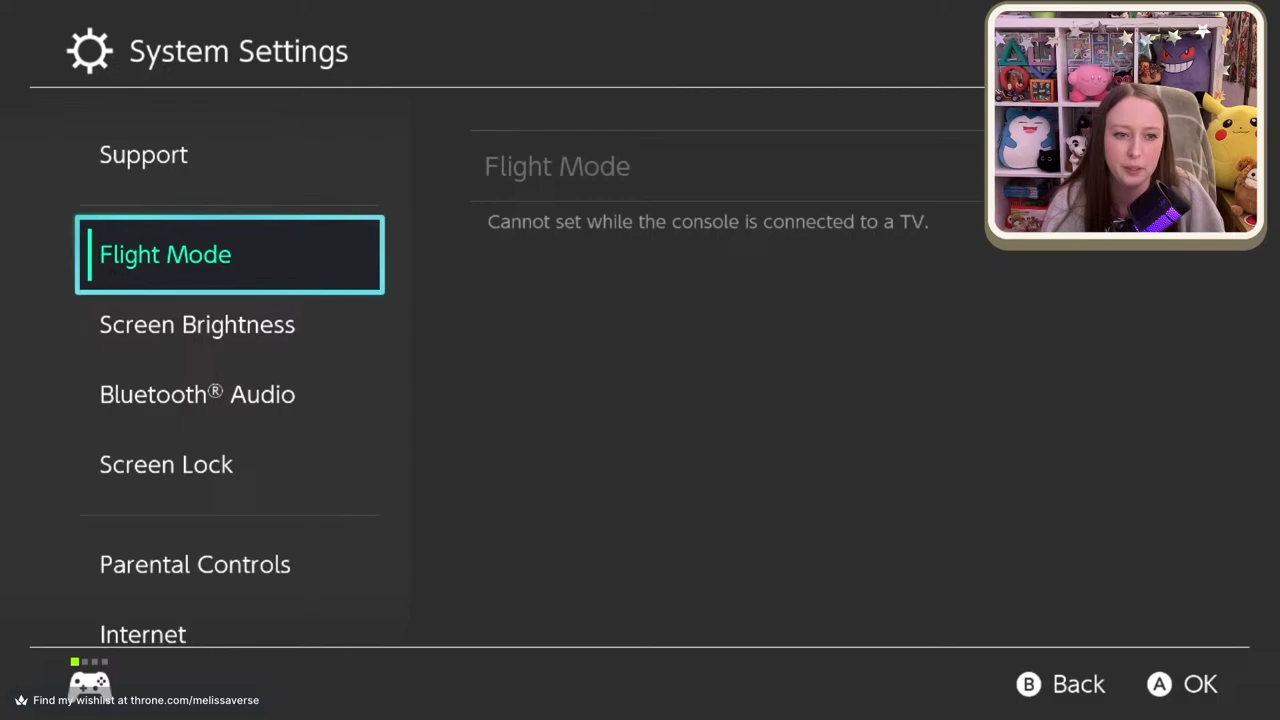 System Settings
Support
Flight Mode
Screen Brightness
Bluetooth® Audio
Screen Lock
Parental Controls
Internet
Flight Mode
Cannot set while the console is connected to a TV.
Find my wishlist at throne.com/melissaverse
B Back
A OK